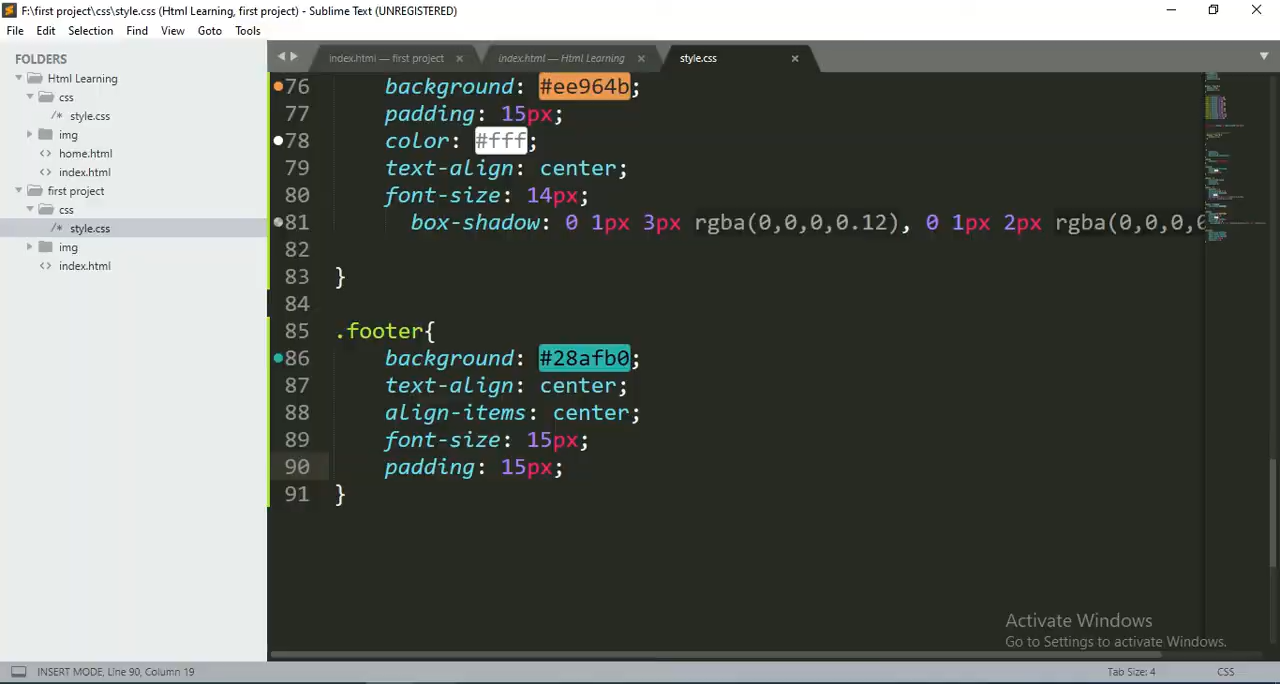 F:\first project\css\style.css (Html Learning, first project) - Sublime Text (UNREGISTERED)
File Edit Selection Find View Goto Tools
FOLDERS
Html Learning
css
/* style.css
img
<> home.html
<> index.html
first project
css
/* style.css
img
<> index.html
index.html — first project
index.html — Html Learning
style.css
76 background: #ee964b;
77 padding: 15px;
78 color: #fff;
79 text-align: center;
80 font-size: 14px;
81 box-shadow: 0 1px 3px rgba(0,0,0,0.12), 0 1px 2px rgba(0,0,0,0
82
83 }
84
85 .footer{
86 background: #28afb0;
87 text-align: center;
88 align-items: center;
89 font-size: 15px;
90 padding: 15px;
91 }
Activate Windows
Go to Settings to activate Windows.
INSERT MODE, Line 90, Column 19
Tab Size: 4
CSS